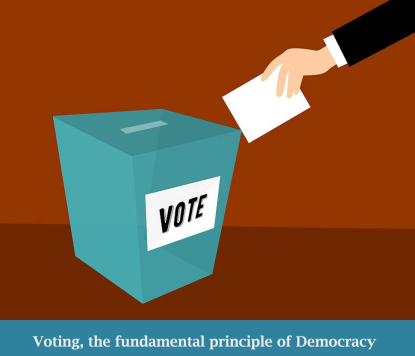 VOTE
Voting, the fundamental principle of Democracy